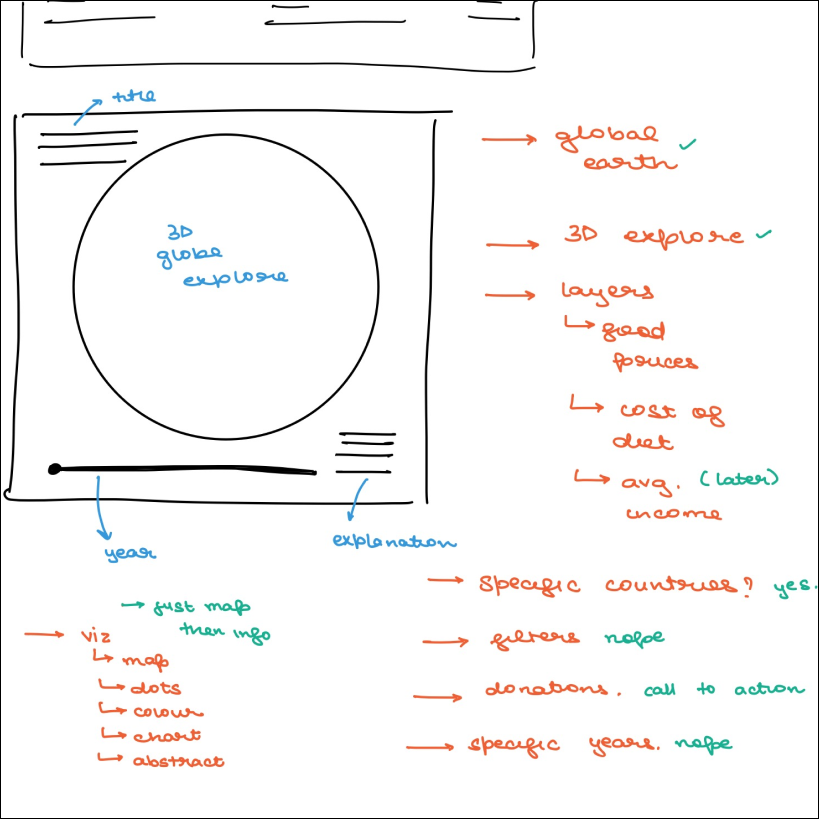 title
3D
globe
explore
year
explanation
→ global
earth ✓
→ 3D explore ✓
→ layers
↳ food
prices
↳ cost of
diet
↳ avg. (later)
income
→ just map
then info
→ viz
↳ map
↳ dots
↳ colour
↳ chart
↳ abstract
→ Specific countries? yes.
→ filters nope
→ donations. call to action
→ specific years. nope